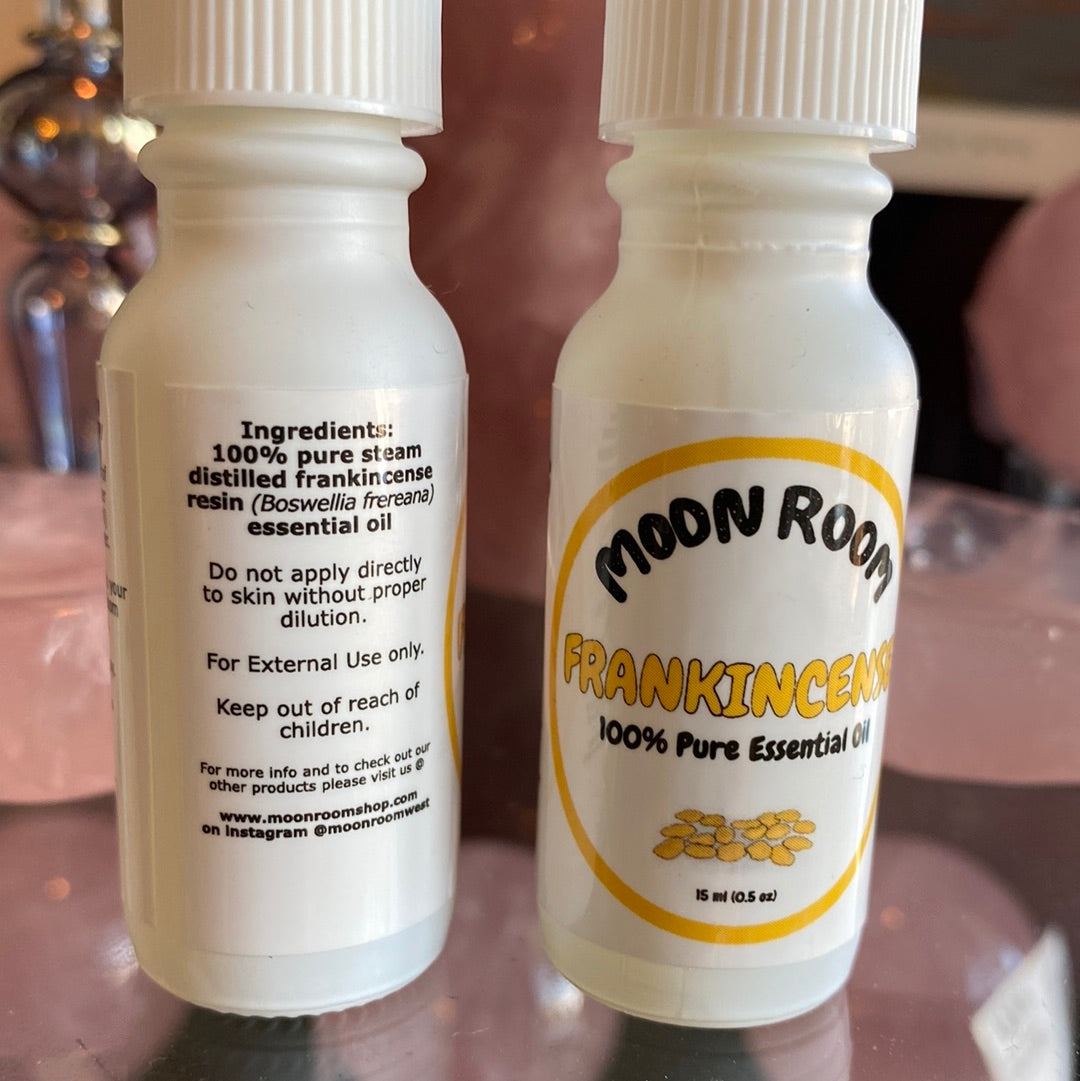 Ingredients:
100% pure steam
distilled frankincense
resin (Boswellia frereana)
essential oil
Do not apply directly
to skin without proper
dilution.
For External Use only.
Keep out of reach of
children.
For more info and to check out our
other products please visit us @
www.moonroomshop.com
on instagram @moonroomwest
your
MOON ROOM
FRANKINCENSE
100% Pure Essential Oil
15 ml (0.5 oz)